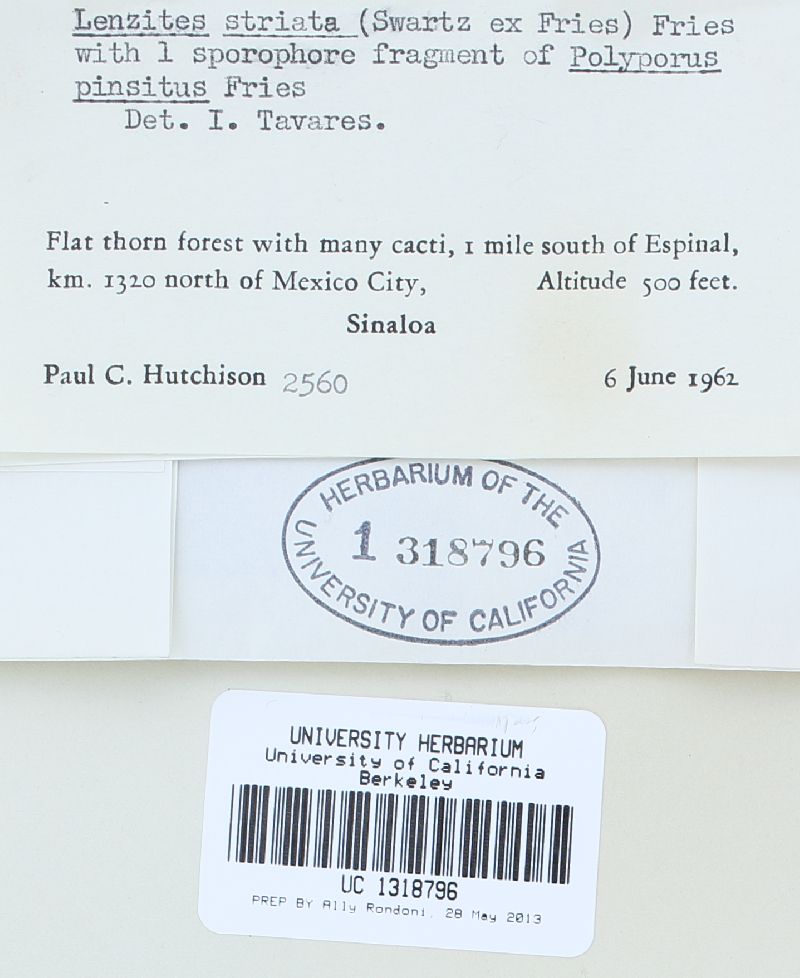 Lenzites striata (Swartz ex Fries) Fries
with 1 sporophore fragment of Polyporus
pinsitus Fries
Det. I. Tavares.
Flat thorn forest with many cacti, 1 mile south of Espinal,
km. 1320 north of Mexico City, Altitude 500 feet.
Sinaloa
Paul C. Hutchison 2560 6 June 1962
HERBARIUM OF THE
1 318796
UNIVERSITY OF CALIFORNIA
UNIVERSITY HERBARIUM
University of California
Berkeley
UC 1318796
PREP BY Ally Rondoni, 28 May 2013